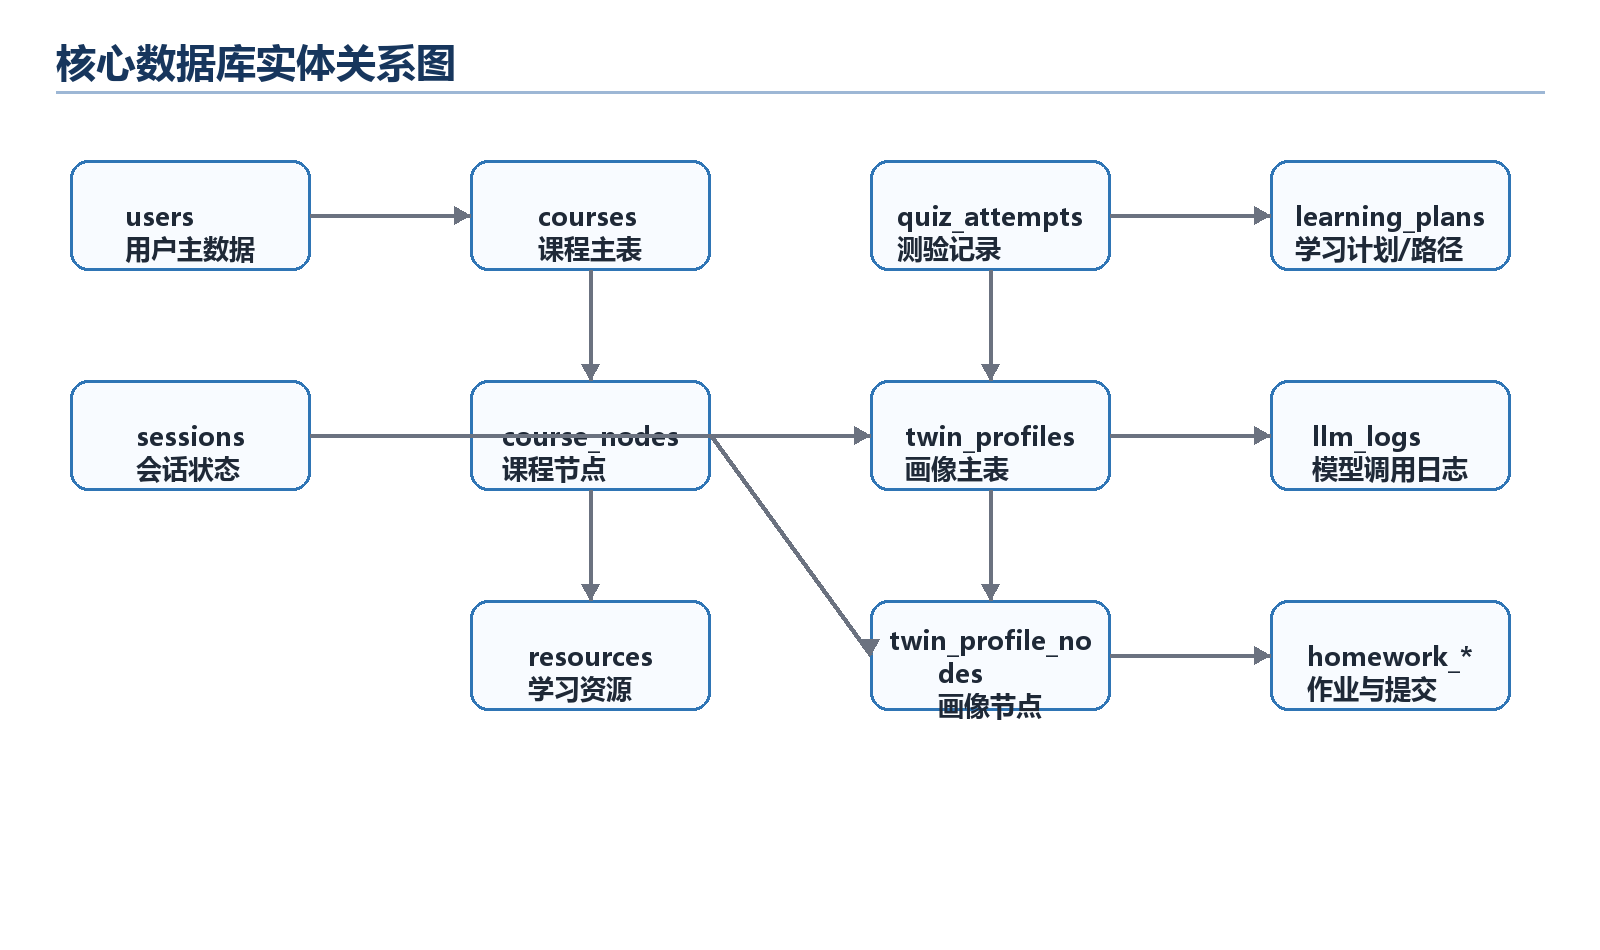 核心数据库实体关系图
users
用户主数据
courses
课程主表
quiz_attempts
测验记录
learning_plans
学习计划/路径
sessions
会话状态
course_nodes
课程节点
twin_profiles
画像主表
llm_logs
模型调用日志
resources
学习资源
twin_profile_no
des
画像节点
homework_*
作业与提交